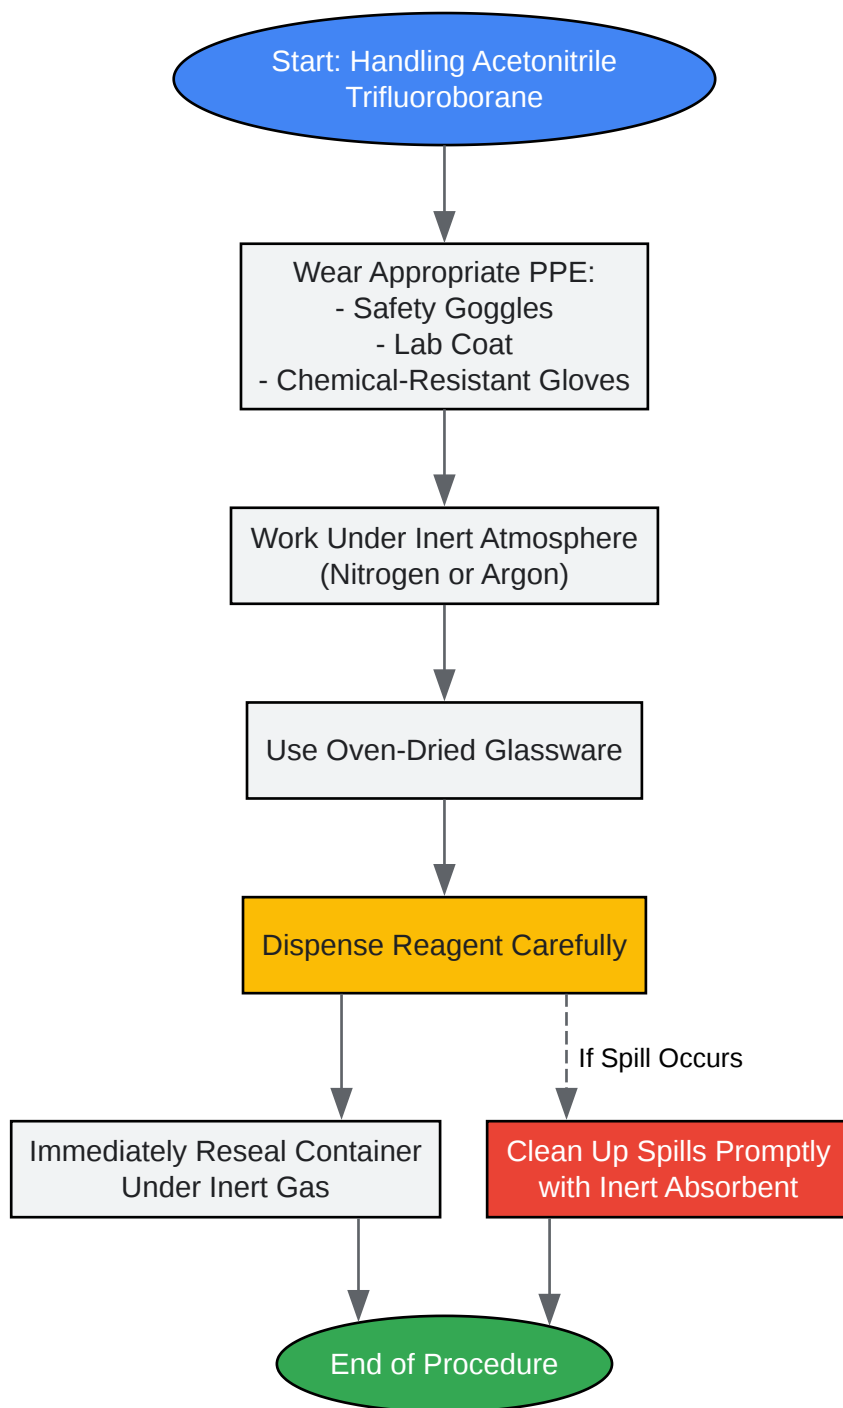 Start: Handling Acetonitrile
Trifluoroborane
Wear Appropriate PPE:
- Safety Goggles
- Lab Coat
- Chemical-Resistant Gloves
Work Under Inert Atmosphere
(Nitrogen or Argon)
Use Oven-Dried Glassware
Dispense Reagent Carefully
If Spill Occurs
Immediately Reseal Container
Under Inert Gas
Clean Up Spills Promptly
with Inert Absorbent
End of Procedure